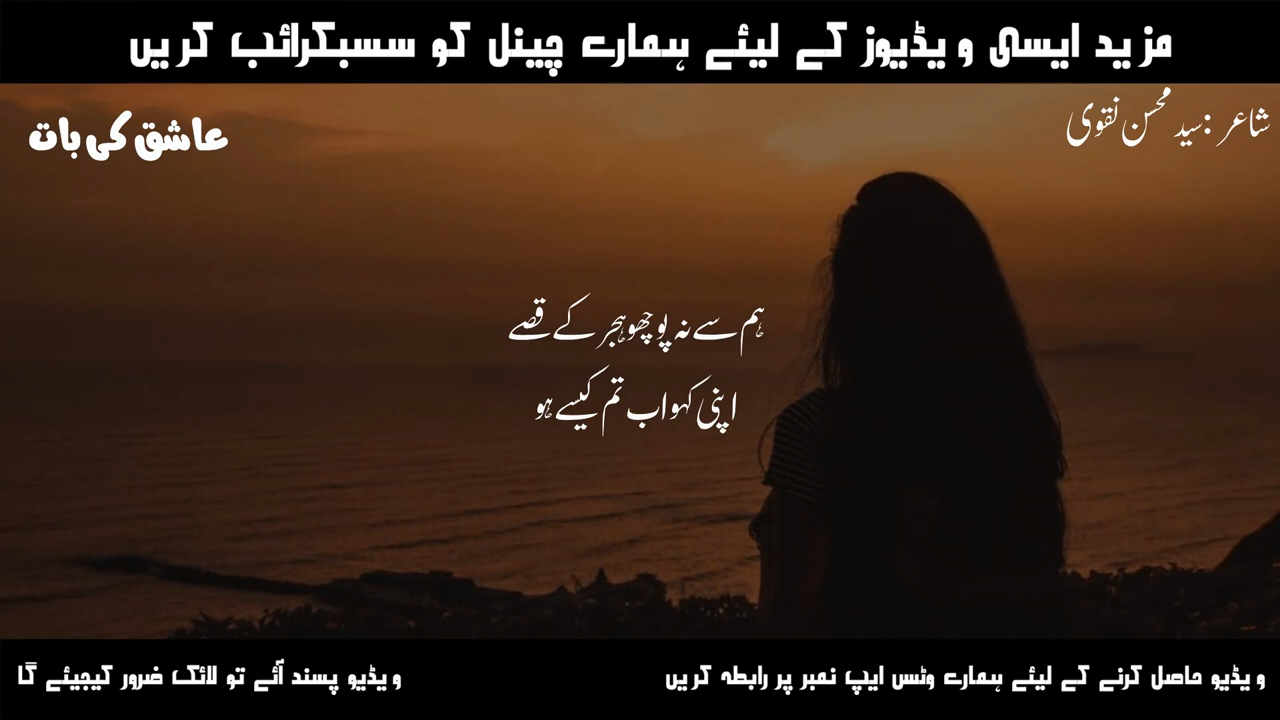 مزید ایسی ویڈیوز کے لیئے ہمارے چینل کو سسبکرائب کریں
شاعر :سید محسن نقوی
عاشق کی بات
ہم سے نہ پوچھو ہجر کے قصے
اپنی کہو اب تم کیسے ہو
ویڈیو حاصل کرنے کے لیئے ہمارے وٹس ایپ نمبر پر رابطہ کریں
ویڈیو پسند آئے تو لائک ضرور کیجیئے گا